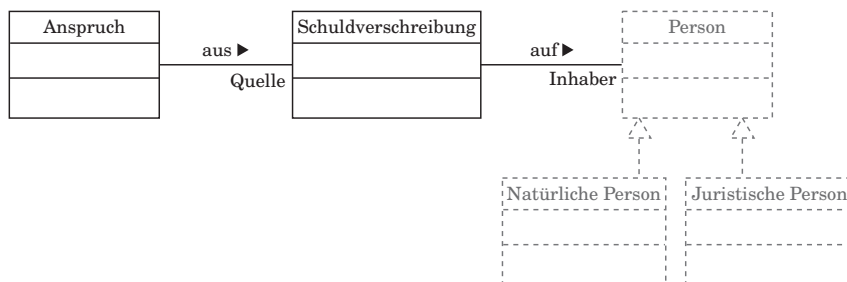 Anspruch
aus ▶
Quelle
Schuldverschreibung
auf ▶
Inhaber
Person
Natürliche Person
Juristische Person